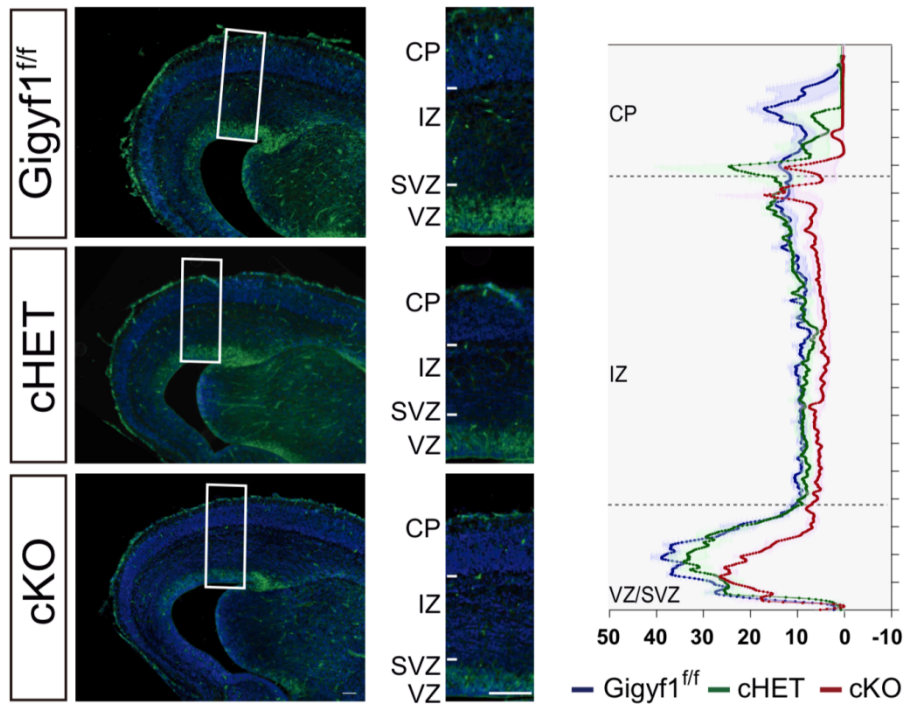 Gigyf1f/f
CP
IZ
SVZ
VZ
cHET
CP
IZ
SVZ
VZ
cKO
CP
IZ
SVZ
VZ
CP
IZ
VZ/SVZ
50 40 30 20 10 0 -10
Gigyf1f/f cHET cKO